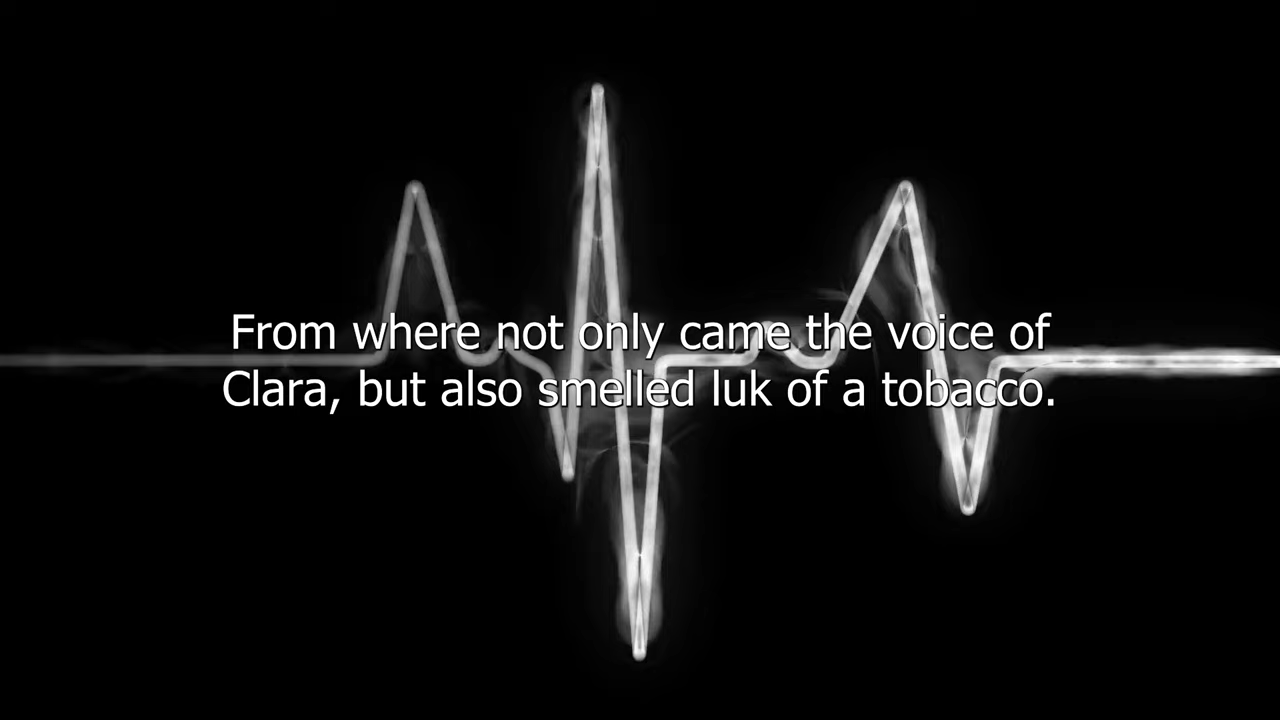 From where not only came the voice of
Clara, but also smelled luk of a tobacco.